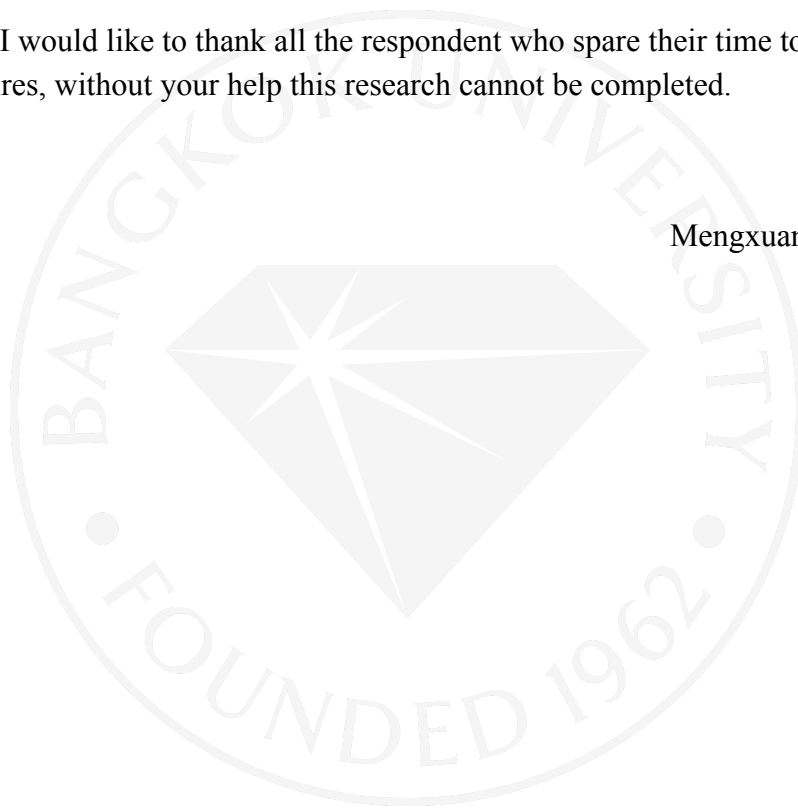 I would like to thank all the respondent who spare their time to
res, without your help this research cannot be completed.
Mengxuan
BANGKOK UNIVERSITY
FOUNDED 1962